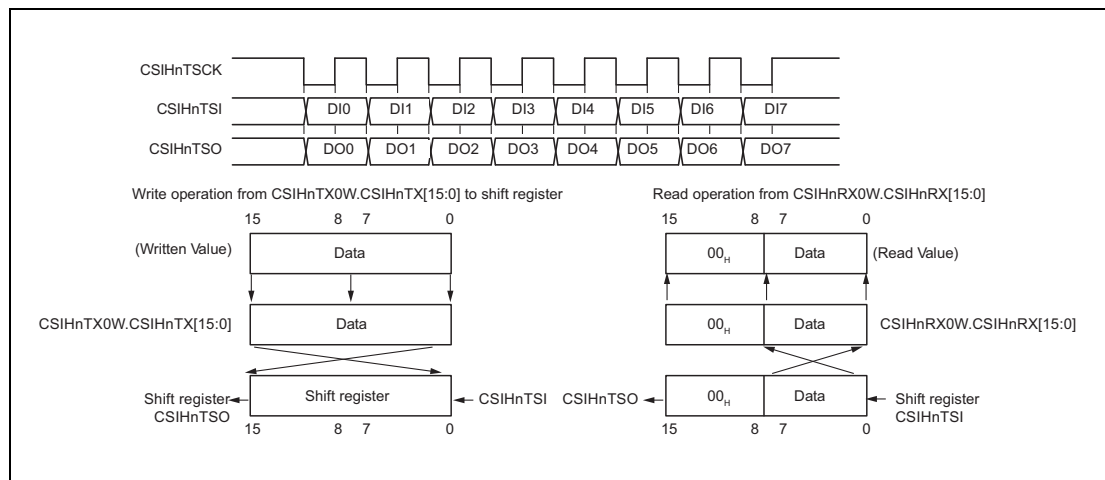 CSIHnTSCK
CSIHnTSI DI0 DI1 DI2 DI3 DI4 DI5 DI6 DI7
CSIHnTSO DO0 DO1 DO2 DO3 DO4 DO5 DO6 DO7
Write operation from CSIHnTX0W.CSIHnTX[15:0] to shift register
15 8 7 0
(Written Value) Data
CSIHnTX0W.CSIHnTX[15:0] Data
Shift register
CSIHnTSO
Shift register
CSIHnTSI
15 8 7 0
Read operation from CSIHnRX0W.CSIHnRX[15:0]
15 8 7 0
00H Data (Read Value)
00H Data CSIHnRX0W.CSIHnRX[15:0]
CSIHnTSO 00H Data Shift register
CSIHnTSI
15 8 7 0